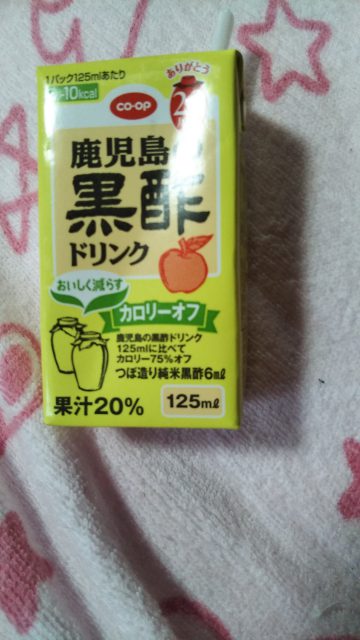 1パック125mlあたり
10kcal
co-op
ありがとう
2
鹿児島の
黒酢
ドリンク
おいしく減らす
カロリーオフ
鹿児島の黒酢ドリンク
125mlに比べて
カロリー75%オフ
つぼ造り純米黒酢6ml
果汁20%
125ml